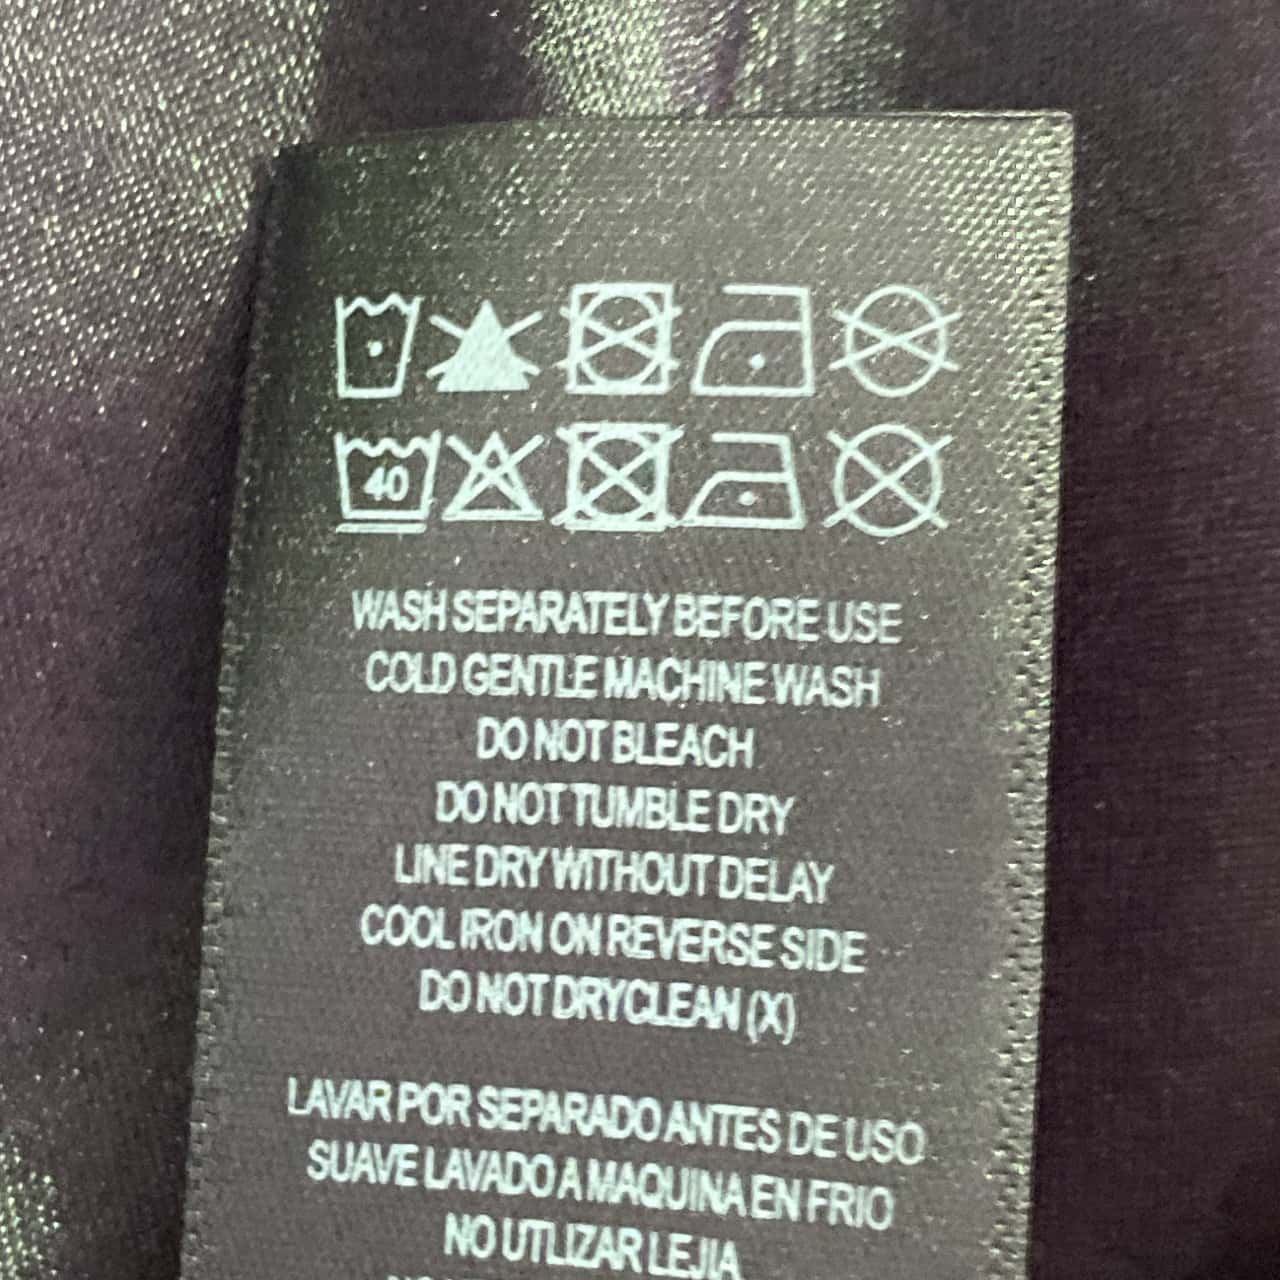 40
WASH SEPARATELY BEFORE USE
COLD GENTLE MACHINE WASH
DO NOT BLEACH
DO NOT TUMBLE DRY
LINE DRY WITHOUT DELAY
COOL IRON ON REVERSE SIDE
DO NOT DRYCLEAN (X)
LAVAR POR SEPARADO ANTES DE USO
SUAVE LAVADO A MAQUINA EN FRIO
NO UTLIZAR LEJIA